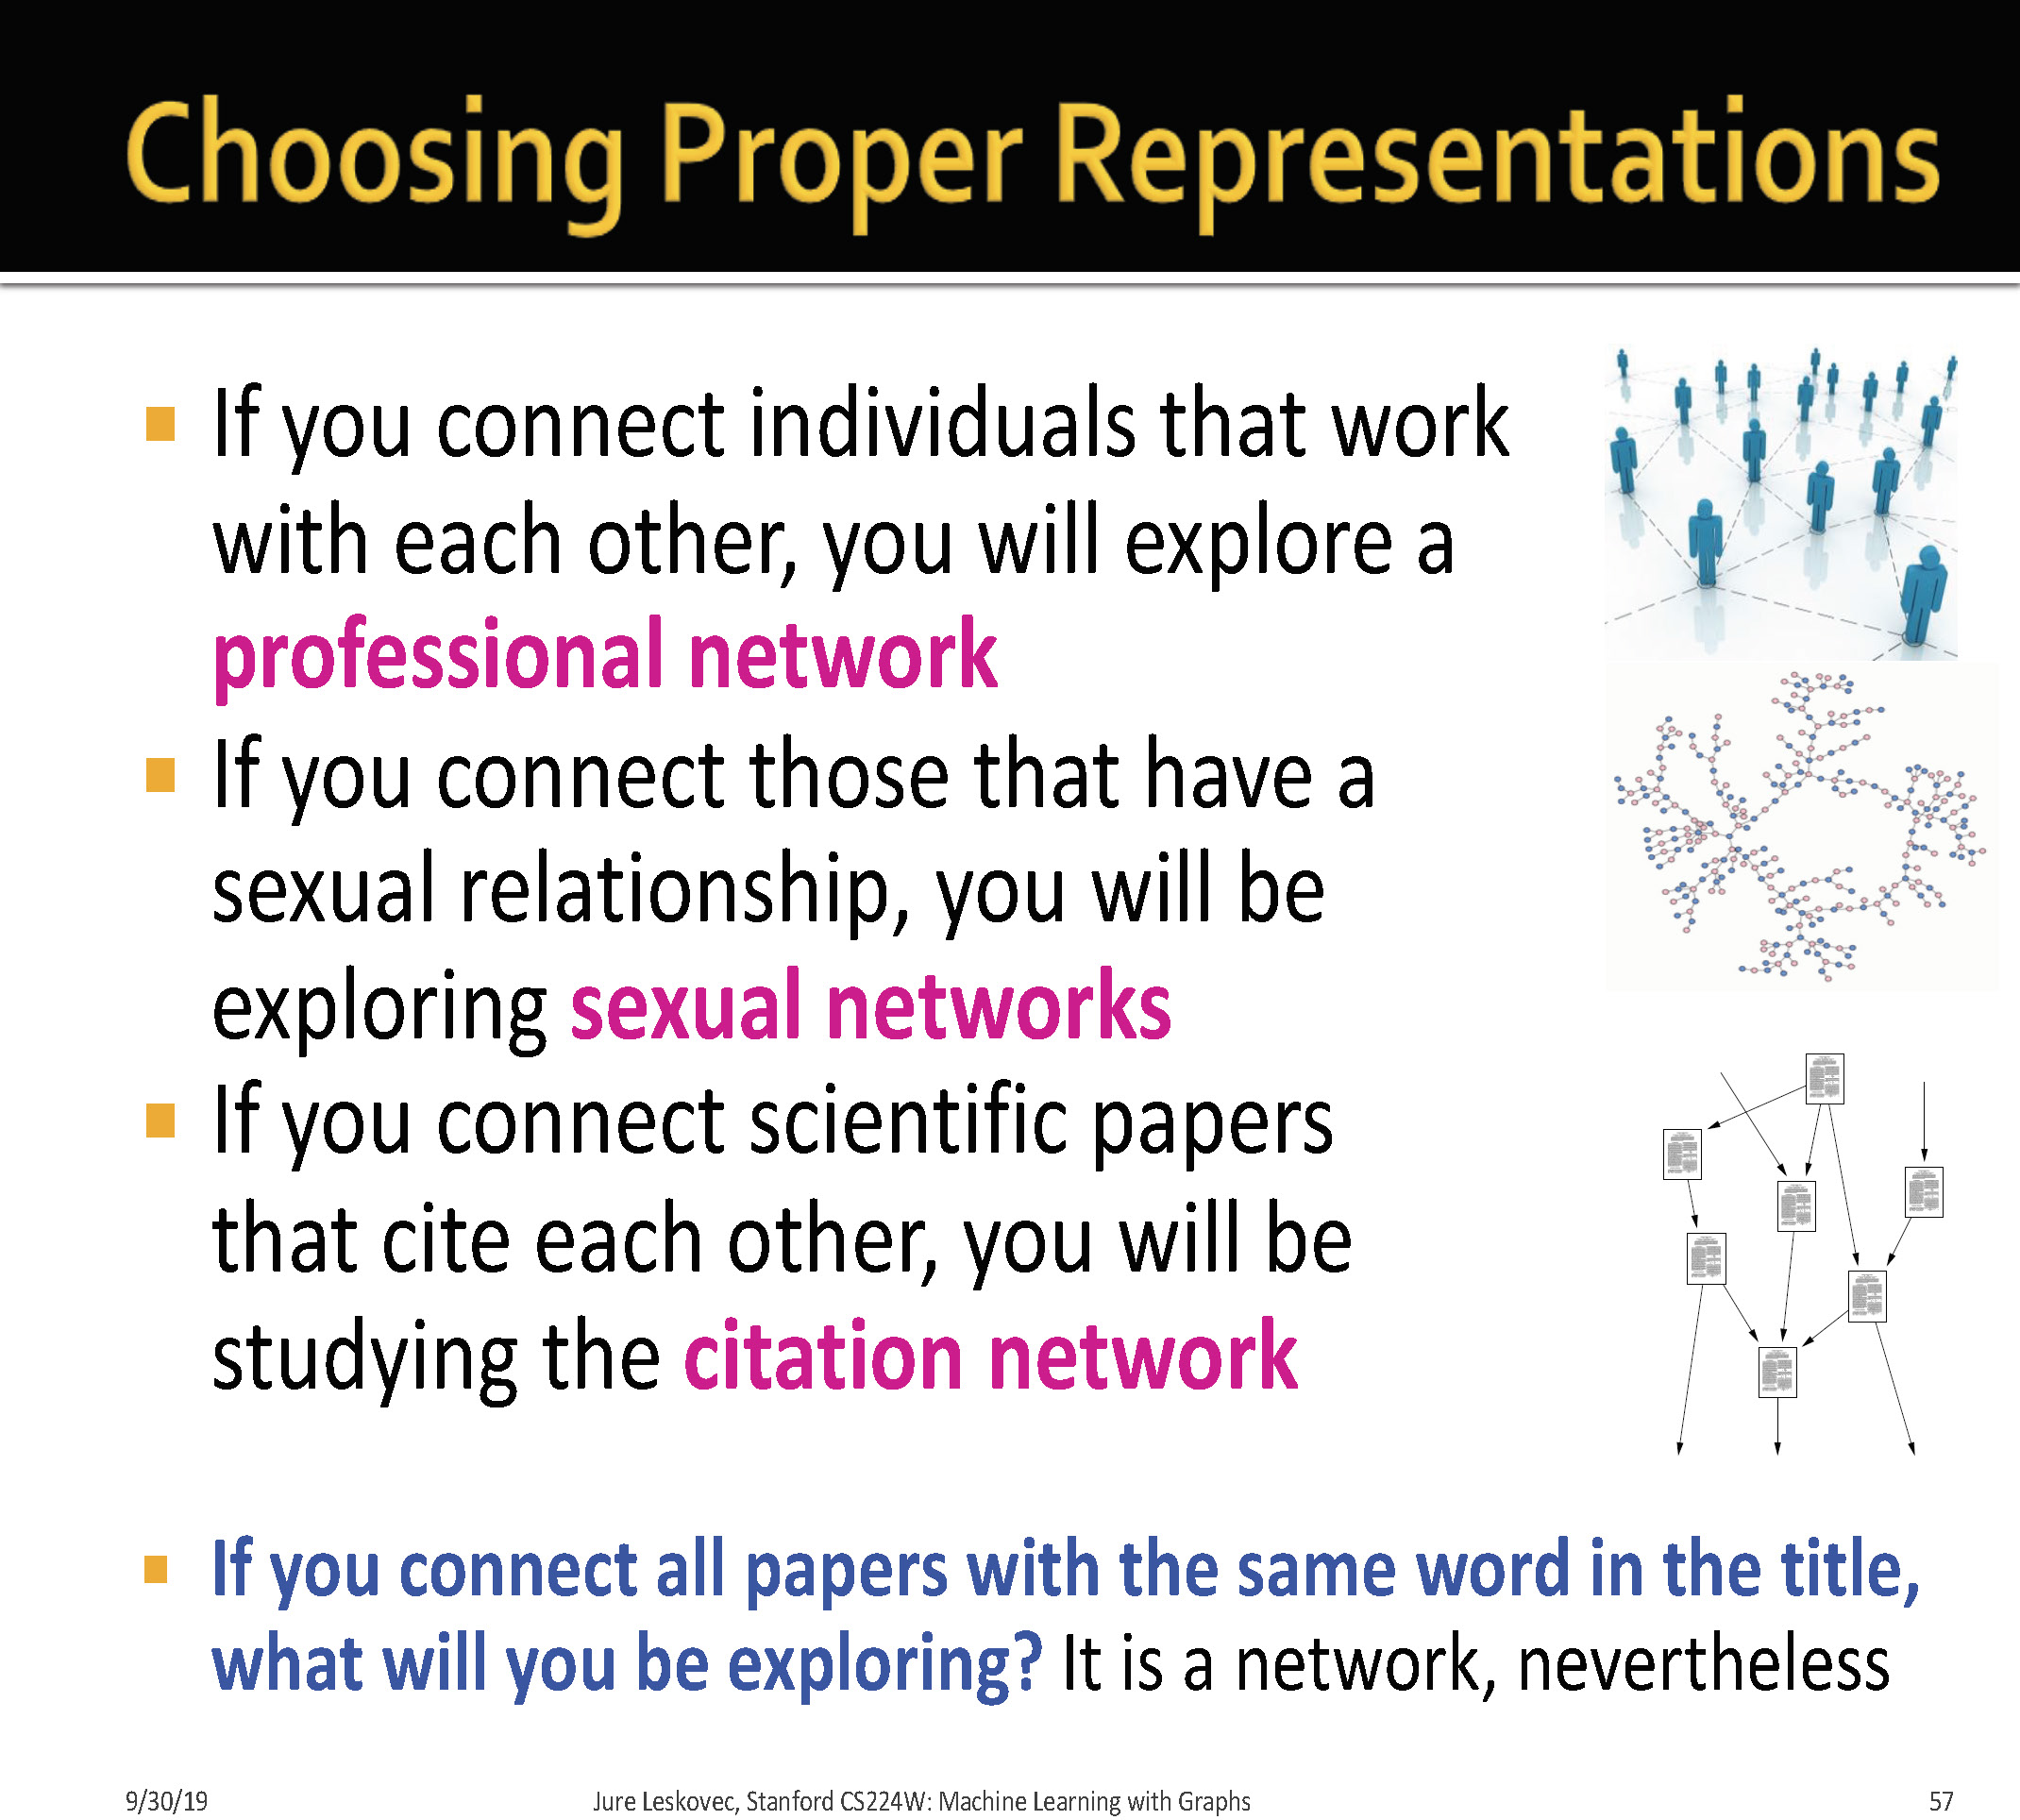 Choosing Proper Representations
If you connect individuals that work
with each other, you will explore a
professional network
If you connect those that have a
sexual relationship, you will be
exploring sexual networks
If you connect scientific papers
that cite each other, you will be
studying the citation network
If you connect all papers with the same word in the title,
what will you be exploring? It is a network, nevertheless
9/30/19
Jure Leskovec, Stanford CS224W: Machine Learning with Graphs
57